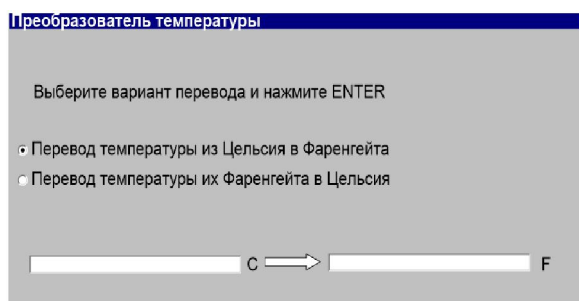 Преобразователь температуры
Выберите вариант перевода и нажмите ENTER
Перевод температуры из Цельсия в Фаренгейта
Перевод температуры их Фаренгейта в Цельсия
C F